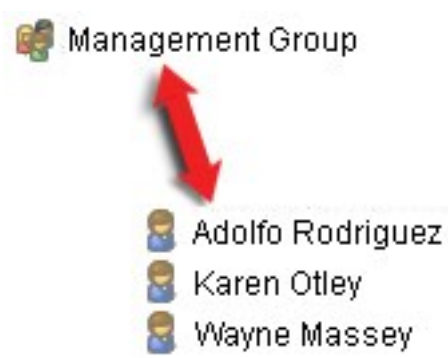 Management Group
Adolfo Rodriguez
Karen Otley
Wayne Massey